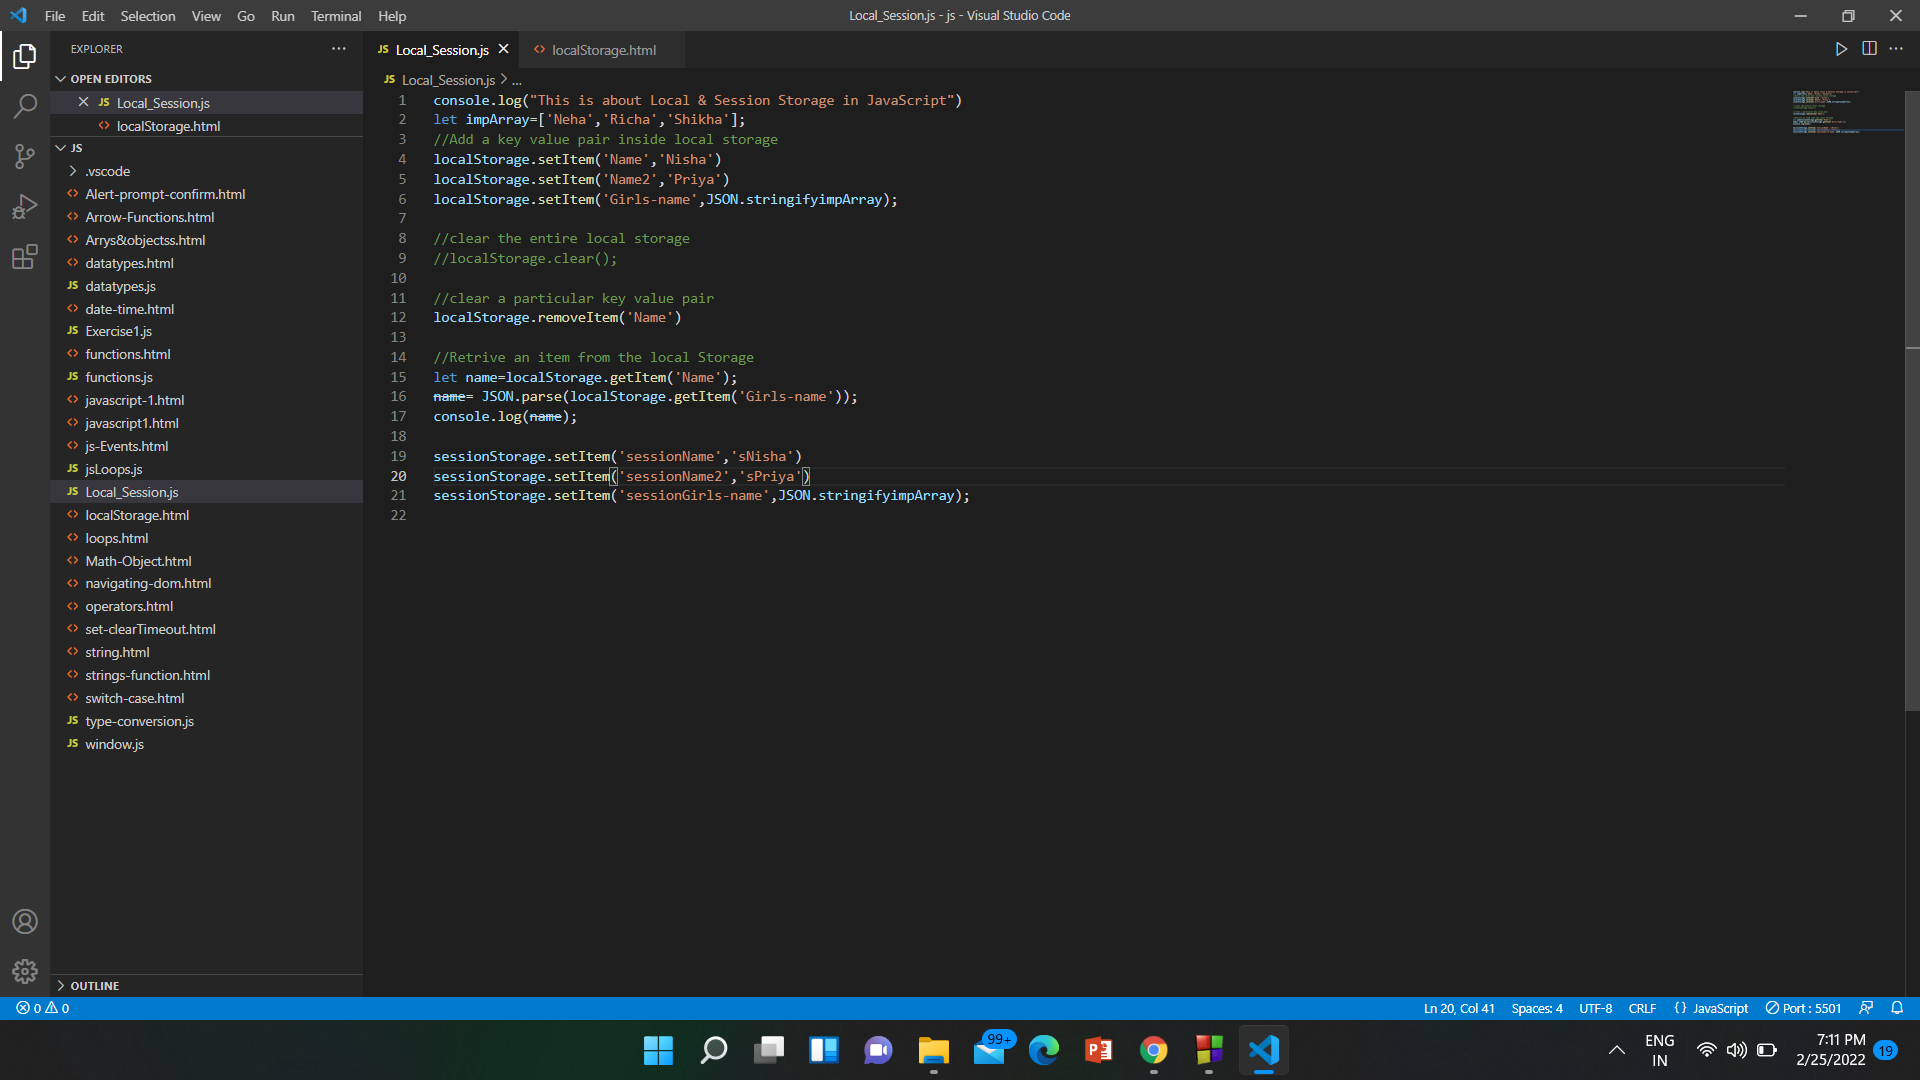 File Edit Selection View Go Run Terminal Help
Local_Session.js - js - Visual Studio Code
EXPLORER
OPEN EDITORS
JS Local_Session.js
localStorage.html
JS
.vscode
Alert-prompt-confirm.html
Arrow-Functions.html
Arrys&objectss.html
datatypes.html
JS datatypes.js
date-time.html
JS Exercise1.js
functions.html
JS functions.js
javascript-1.html
javascript1.html
js-Events.html
JS jsLoops.js
JS Local_Session.js
localStorage.html
loops.html
Math-Object.html
navigating-dom.html
operators.html
set-clearTimeout.html
string.html
strings-function.html
switch-case.html
JS type-conversion.js
JS window.js
OUTLINE
JS Local_Session.js localStorage.html
JS Local_Session.js > ...
1 console.log("This is about Local & Session Storage in JavaScript")
2 let impArray=['Neha','Richa','Shikha'];
3 //Add a key value pair inside local storage
4 localStorage.setItem('Name','Nisha')
5 localStorage.setItem('Name2','Priya')
6 localStorage.setItem('Girls-name',JSON.stringifyimpArray);
7
8 //clear the entire local storage
9 //localStorage.clear();
10
11 //clear a particular key value pair
12 localStorage.removeItem('Name')
13
14 //Retrive an item from the local Storage
15 let name=localStorage.getItem('Name');
16 name= JSON.parse(localStorage.getItem('Girls-name'));
17 console.log(name);
18
19 sessionStorage.setItem('sessionName','sNisha')
20 sessionStorage.setItem('sessionName2','sPriya')
21 sessionStorage.setItem('sessionGirls-name',JSON.stringifyimpArray);
22
0 0 Ln 20, Col 41 Spaces: 4 UTF-8 CRLF {} JavaScript Port : 5501
99+
P
ENG
IN
7:11 PM
2/25/2022
19